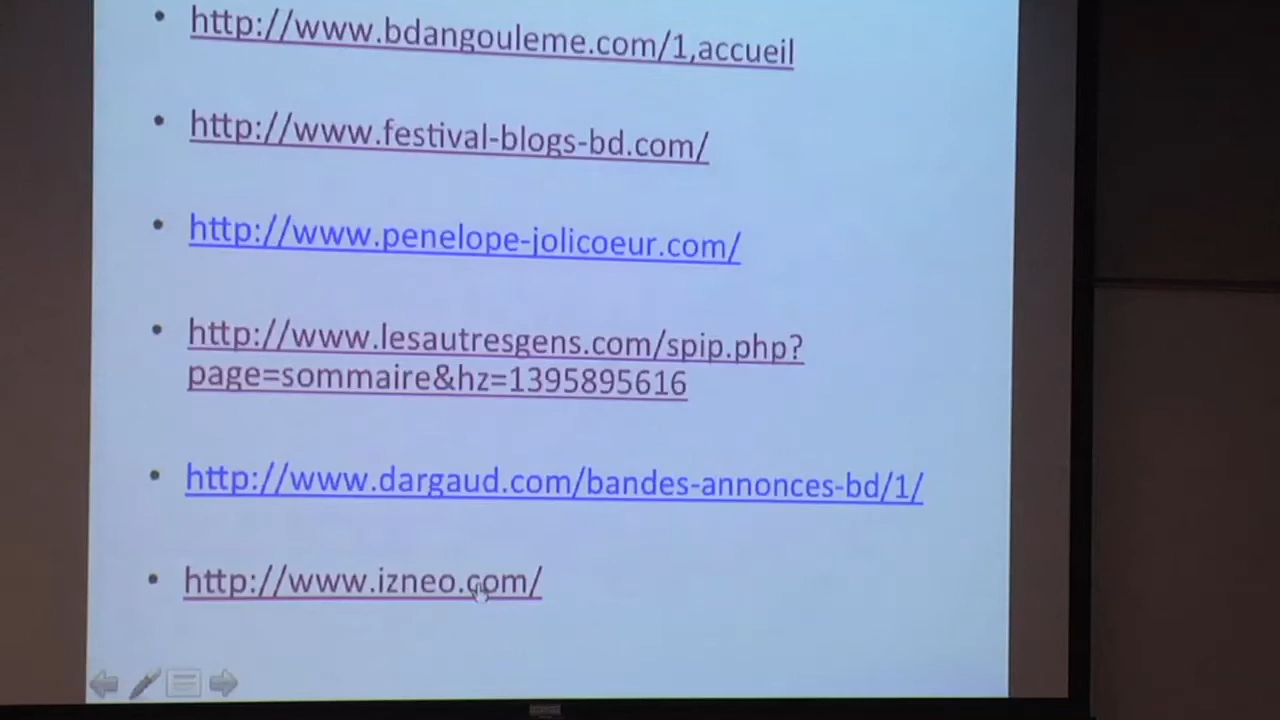 • http://www.bdangouleme.com/1,accueil
• http://www.festival-blogs-bd.com/
• http://www.penelope-jolicoeur.com/
• http://www.lesautresgens.com/spip.php?
page=sommaire&hz=1395895616
• http://www.dargaud.com/bandes-annonces-bd/1/
• http://www.izneo.com/